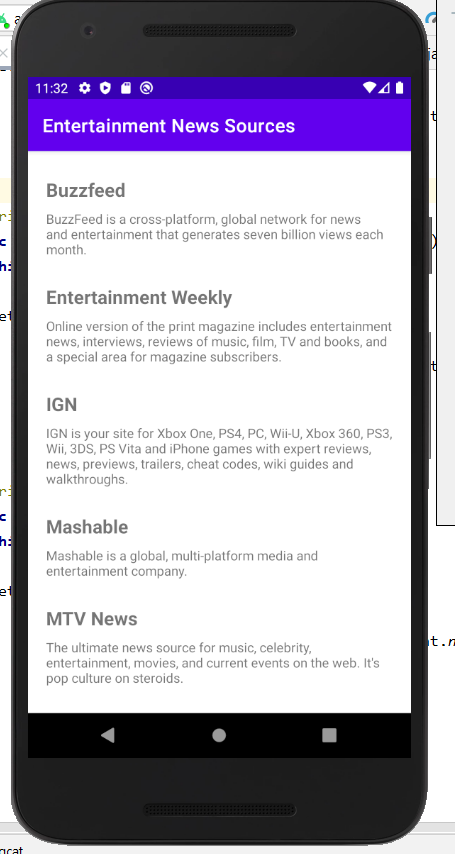 11:32
Entertainment News Sources
Buzzfeed
BuzzFeed is a cross-platform, global network for news
and entertainment that generates seven billion views each
month.
Entertainment Weekly
Online version of the print magazine includes entertainment
news, interviews, reviews of music, film, TV and books, and
a special area for magazine subscribers.
IGN
IGN is your site for Xbox One, PS4, PC, Wii-U, Xbox 360, PS3,
Wii, 3DS, PS Vita and iPhone games with expert reviews,
news, previews, trailers, cheat codes, wiki guides and
walkthroughs.
Mashable
Mashable is a global, multi-platform media and
entertainment company.
MTV News
The ultimate news source for music, celebrity,
entertainment, movies, and current events on the web. It's
pop culture on steroids.